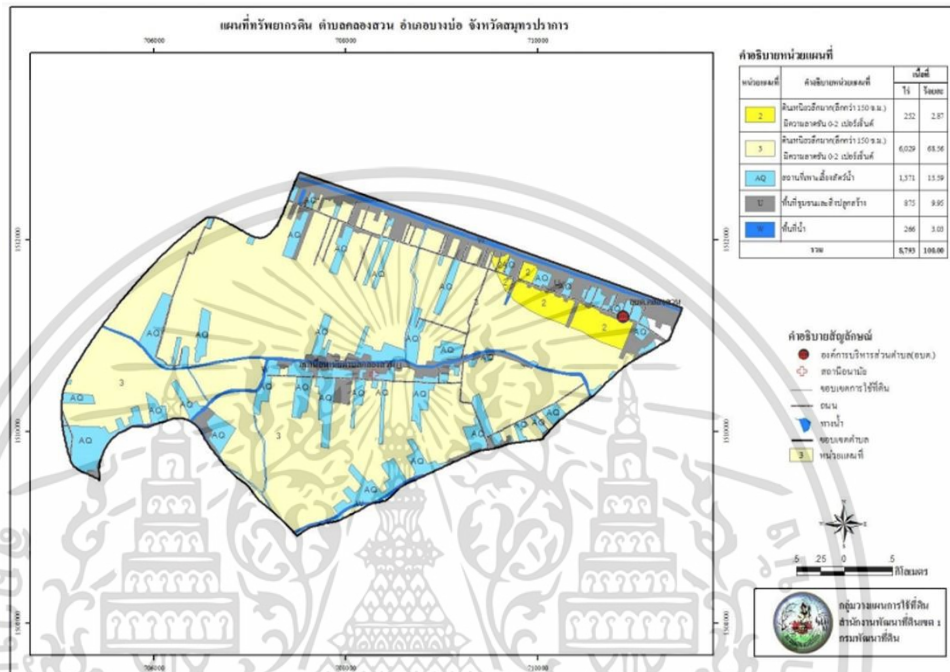 แผนที่ทรัพยากรดิน ตำบลคลองสวน อำเภอบางบ่อ จังหวัดสมุทรปราการ
706000 708000 710000
คำอธิบายหน่วยแผนที่
หน่วยแผนที่ คำอธิบายหน่วยแผนที่ เนื้อที่
ไร่ ร้อยละ
2 ดินเหนียวลึกมาก(ลึกกว่า 150 ซ.ม.) มีความลาดชัน 0-2 เปอร์เซ็นต์ 252 2.87
3 ดินเหนียวลึกมาก(ลึกกว่า 150 ซ.ม.) มีความลาดชัน 0-2 เปอร์เซ็นต์ 6,029 68.56
AQ สถานที่เพาะเลี้ยงสัตว์น้ำ 1,371 15.59
U พื้นที่ชุมชนและสิ่งปลูกสร้าง 875 9.95
W พื้นที่น้ำ 266 3.03
รวม 8,793 100.00
คำอธิบายสัญลักษณ์
องค์การบริหารส่วนตำบล(อบต.)
สถานีอนามัย
ขอบเขตการใช้ที่ดิน
ถนน
ทางน้ำ
ขอบเขตตำบล
3 หน่วยแผนที่
.5 .25 0 .5
กิโลเมตร
กลุ่มวางแผนการใช้ที่ดิน
สำนักงานพัฒนาที่ดินเขต 1
กรมพัฒนาที่ดิน
1512000
1510000
1508000
706000 708000 710000